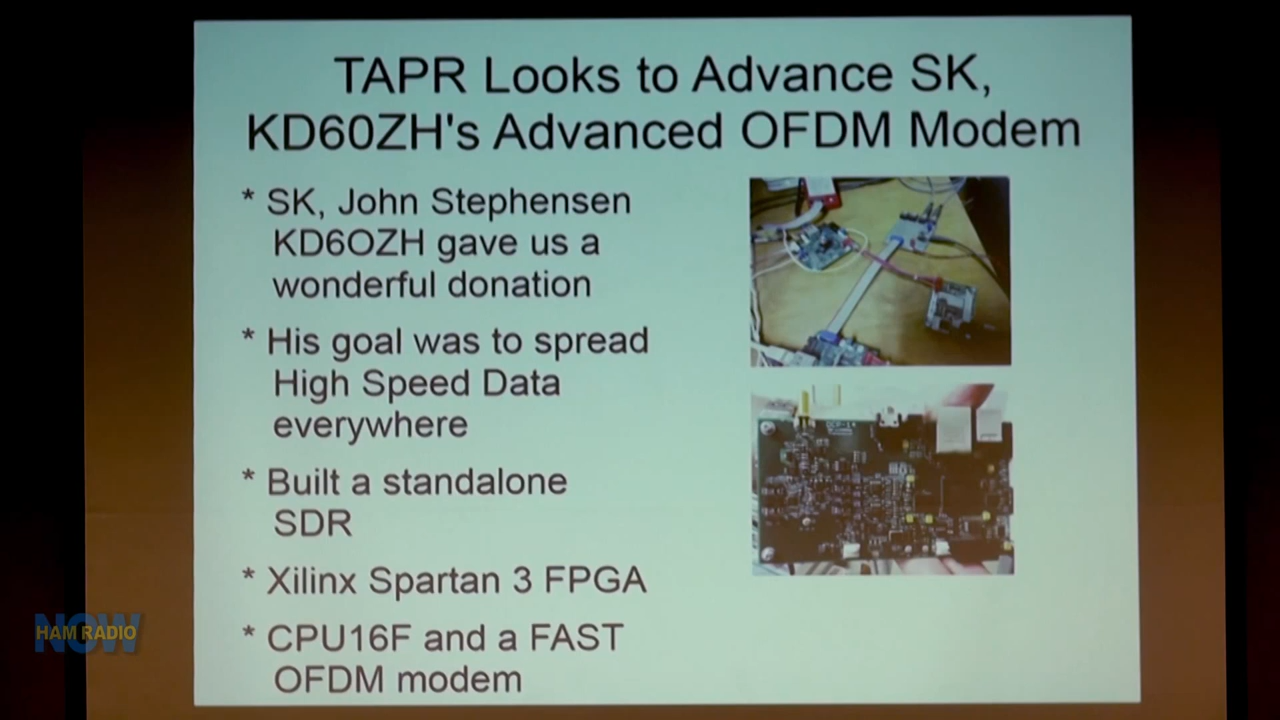 TAPR Looks to Advance SK,
KD60ZH's Advanced OFDM Modem
* SK, John Stephensen
KD6OZH gave us a
wonderful donation
* His goal was to spread
High Speed Data
everywhere
* Built a standalone
SDR
* Xilinx Spartan 3 FPGA
* CPU16F and a FAST
OFDM modem
NOW
HAM RADIO